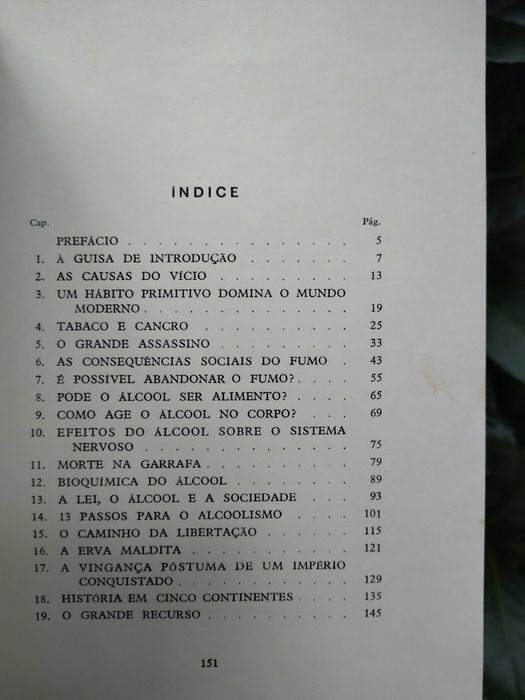 ÍNDICE
Cap. Pág.
PREFÁCIO . . . . . . . . . . . . . . . 5
1. À GUISA DE INTRODUÇÃO . . . . . . 7
2. AS CAUSAS DO VÍCIO . . . . . . . . 13
3. UM HÁBITO PRIMITIVO DOMINA O MUNDO
MODERNO . . . . . . . . . . . . 19
4. TABACO E CANCRO . . . . . . . . 25
5. O GRANDE ASSASSINO . . . . . . . 33
6. AS CONSEQUÊNCIAS SOCIAIS DO FUMO . 43
7. É POSSÍVEL ABANDONAR O FUMO? . . . 55
8. PODE O ÁLCOOL SER ALIMENTO? . . . 65
9. COMO AGE O ÁLCOOL NO CORPO? . . . 69
10. EFEITOS DO ÁLCOOL SOBRE O SISTEMA
NERVOSO . . . . . . . . . . . . 75
11. MORTE NA GARRAFA . . . . . . . . 79
12. BIOQUÍMICA DO ÁLCOOL . . . . . . . 89
13. A LEI, O ÁLCOOL E A SOCIEDADE . . . 93
14. 13 PASSOS PARA O ALCOOLISMO . . . 101
15. O CAMINHO DA LIBERTAÇÃO . . . . . 115
16. A ERVA MALDITA . . . . . . . . . 121
17. A VINGANÇA PÓSTUMA DE UM IMPÉRIO
CONQUISTADO . . . . . . . . . . 129
18. HISTÓRIA EM CINCO CONTINENTES . . . 135
19. O GRANDE RECURSO . . . . . . . . 145
151